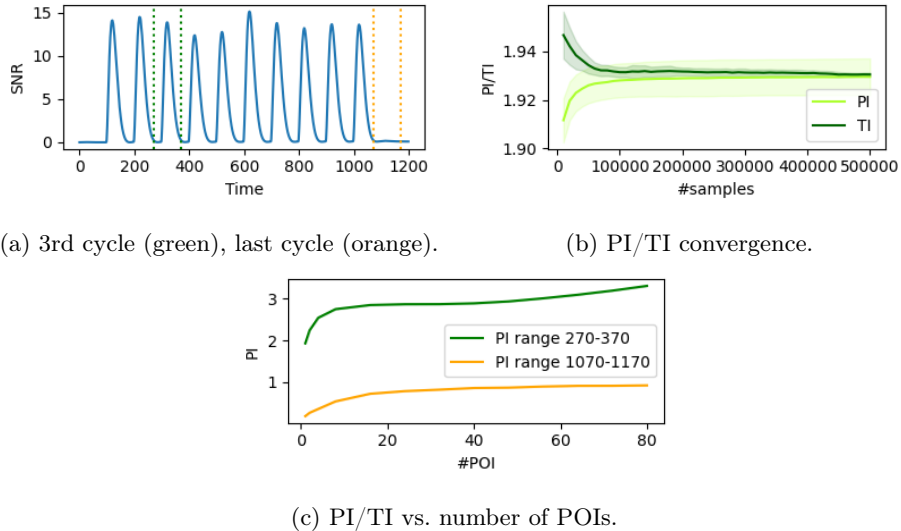 15
10
5
0
SNR
0 200 400 600 800 1000 1200
Time
1.94
1.92
1.90
PI/TI
PI
TI
0 100000 200000 300000 400000 500000
#samples
(a) 3rd cycle (green), last cycle (orange).
(b) PI/TI convergence.
3
2
1
PI
PI range 270-370
PI range 1070-1170
0 20 40 60 80
#POI
(c) PI/TI vs. number of POIs.